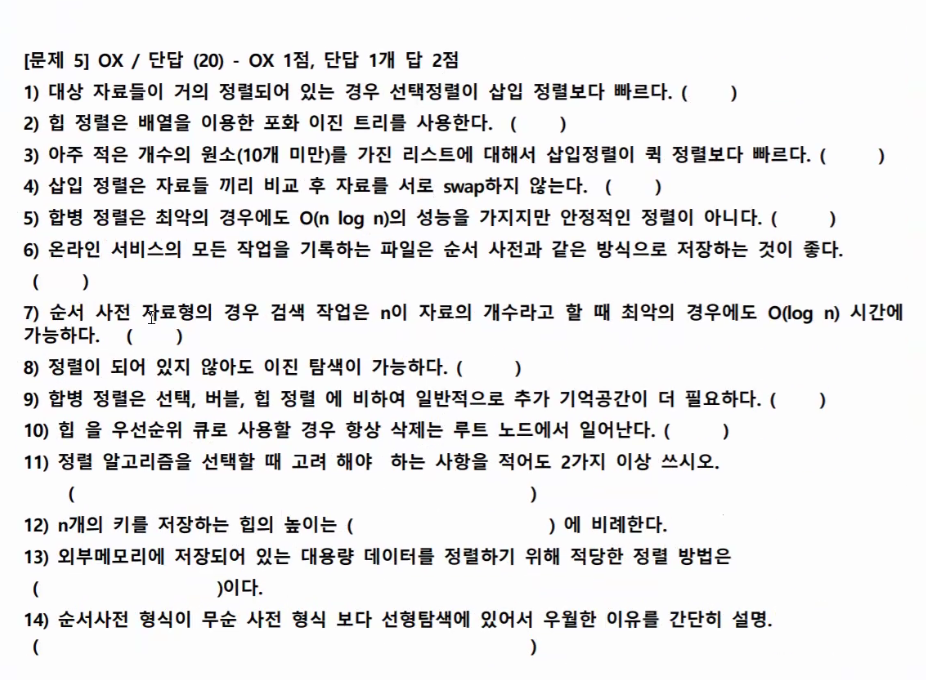 [문제 5] OX / 단답 (20) - OX 1점, 단답 1개 답 2점
1) 대상 자료들이 거의 정렬되어 있는 경우 선택정렬이 삽입 정렬보다 빠르다. ( )
2) 힙 정렬은 배열을 이용한 포화 이진 트리를 사용한다. ( )
3) 아주 적은 개수의 원소(10개 미만)를 가진 리스트에 대해서 삽입정렬이 퀵 정렬보다 빠르다. ( )
4) 삽입 정렬은 자료들 끼리 비교 후 자료를 서로 swap하지 않는다. ( )
5) 합병 정렬은 최악의 경우에도 O(n log n)의 성능을 가지지만 안정적인 정렬이 아니다. ( )
6) 온라인 서비스의 모든 작업을 기록하는 파일은 순서 사전과 같은 방식으로 저장하는 것이 좋다.
( )
7) 순서 사전 자료형의 경우 검색 작업은 n이 자료의 개수라고 할 때 최악의 경우에도 O(log n) 시간에
가능하다. ( )
8) 정렬이 되어 있지 않아도 이진 탐색이 가능하다. ( )
9) 합병 정렬은 선택, 버블, 힙 정렬 에 비하여 일반적으로 추가 기억공간이 더 필요하다. ( )
10) 힙 을 우선순위 큐로 사용할 경우 항상 삭제는 루트 노드에서 일어난다. ( )
11) 정렬 알고리즘을 선택할 때 고려 해야 하는 사항을 적어도 2가지 이상 쓰시오.
( )
12) n개의 키를 저장하는 힙의 높이는 ( ) 에 비례한다.
13) 외부메모리에 저장되어 있는 대용량 데이터를 정렬하기 위해 적당한 정렬 방법은
( )이다.
14) 순서사전 형식이 무순 사전 형식 보다 선형탐색에 있어서 우월한 이유를 간단히 설명.
( )